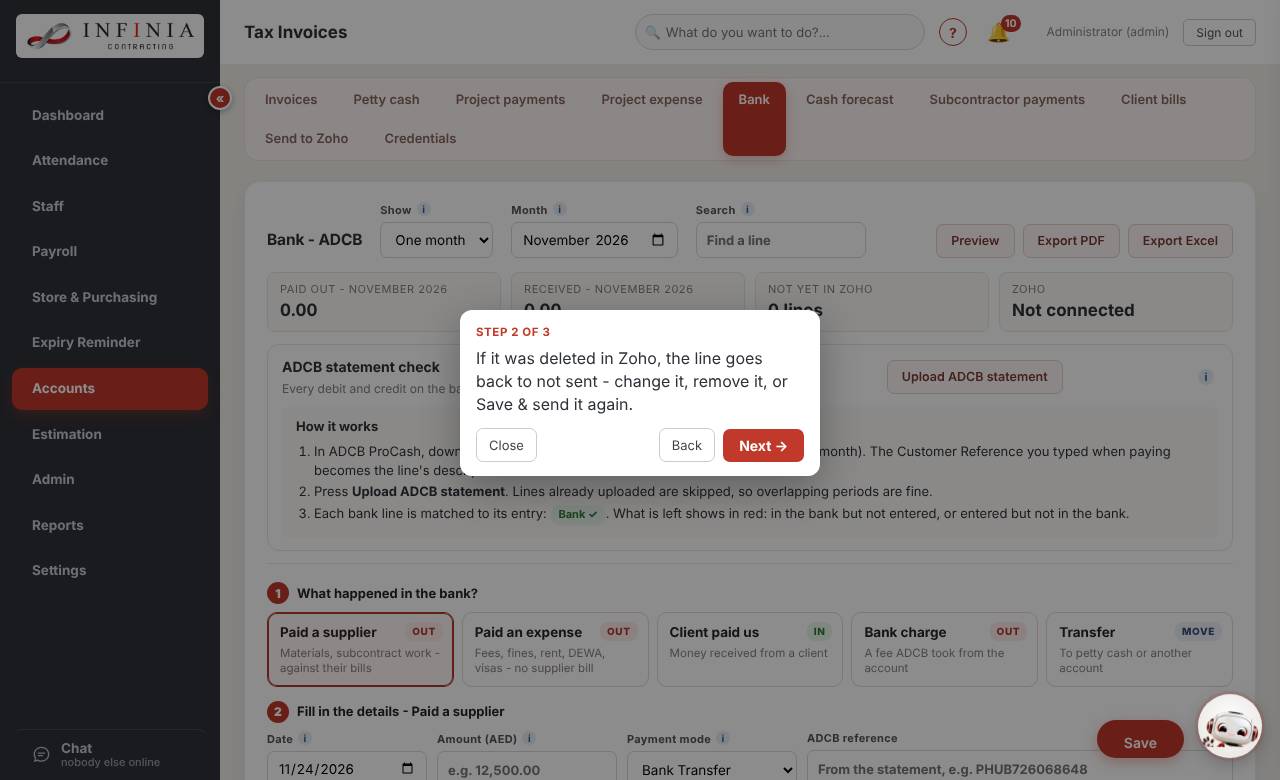 INFINIA
CONTRACTING
Tax Invoices
What do you want to do?...
?
10
Administrator (admin)
Sign out
«
Dashboard
Attendance
Staff
Payroll
Store & Purchasing
Expiry Reminder
Accounts
Estimation
Admin
Reports
Settings
Chat
nobody else online
Invoices
Petty cash
Project payments
Project expense
Bank
Cash forecast
Subcontractor payments
Client bills
Send to Zoho
Credentials
Bank - ADCB
Show i
One month
Month i
November 2026
Search i
Find a line
Preview
Export PDF
Export Excel
PAID OUT - NOVEMBER 2026
0.00
RECEIVED - NOVEMBER 2026
0.00
NOT YET IN ZOHO
0 lines
ZOHO
Not connected
ADCB statement check
Every debit and credit on the
Upload ADCB statement
i
How it works
1. In ADCB ProCash,
month). The Customer Reference you typed when paying
becomes the line's
2. Press Upload ADCB statement. Lines already uploaded are skipped, so overlapping periods are fine.
3. Each bank line is matched to its entry: Bank ✓ . What is left shows in red: in the bank but not entered, or entered but not in the bank.
STEP 2 OF 3
If it was deleted in Zoho, the line goes
back to not sent - change it, remove it, or
Save & send it again.
Close
Back
Next →
1 What happened in the bank?
Paid a supplier OUT
Materials, subcontract work -
against their bills
Paid an expense OUT
Fees, fines, rent, DEWA,
visas - no supplier bill
Client paid us IN
Money received from a client
Bank charge OUT
A fee ADCB took from the
account
Transfer MOVE
To petty cash or another
account
2 Fill in the details - Paid a supplier
Date i
11/24/2026
Amount (AED) i
e.g. 12,500.00
Payment mode i
Bank Transfer
ADCB reference
From the statement, e.g. PHUB726068648
Save